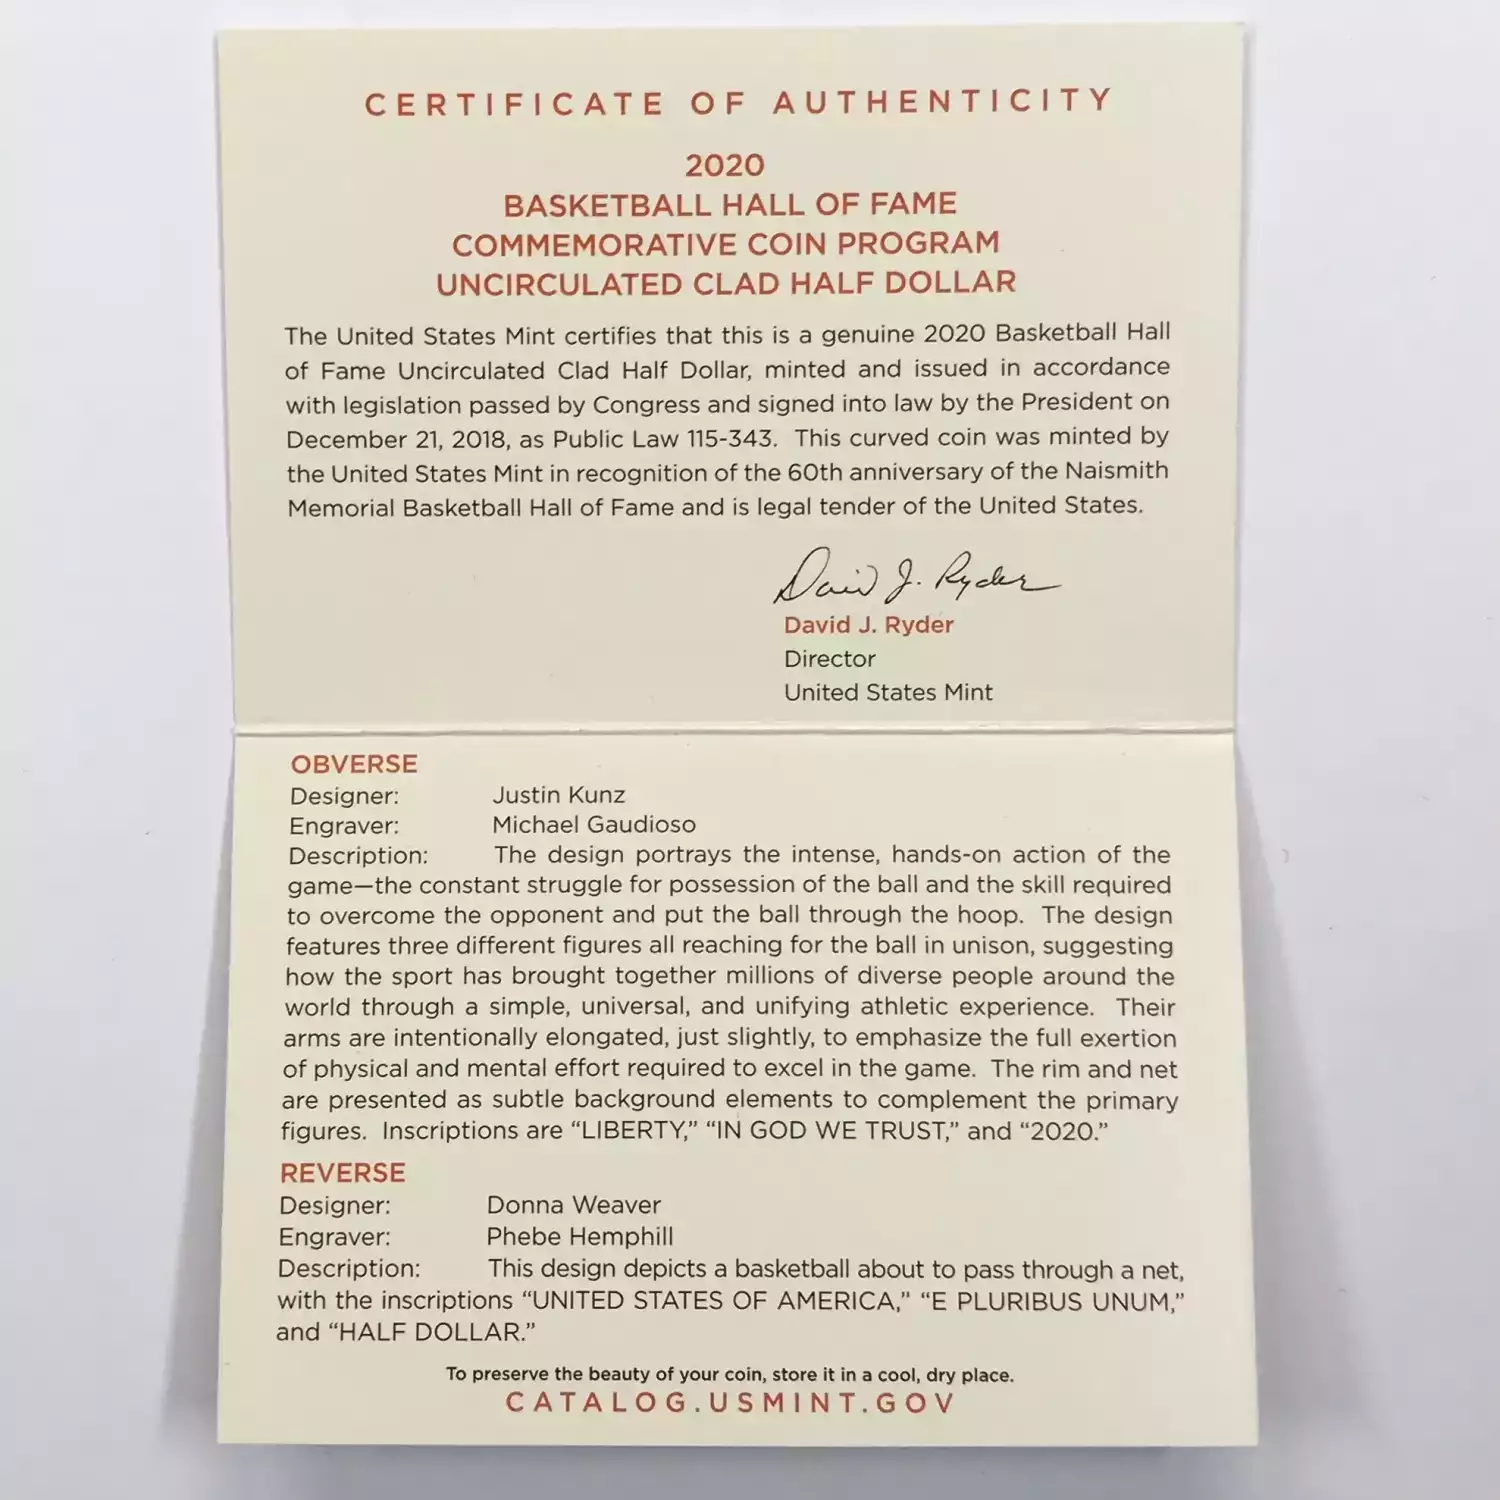 CERTIFICATE OF AUTHENTICITY
2020
BASKETBALL HALL OF FAME
COMMEMORATIVE COIN PROGRAM
UNCIRCULATED CLAD HALF DOLLAR
The United States Mint certifies that this is a genuine 2020 Basketball Hall
of Fame Uncirculated Clad Half Dollar, minted and issued in accordance
with legislation passed by Congress and signed into law by the President on
December 21, 2018, as Public Law 115-343. This curved coin was minted by
the United States Mint in recognition of the 60th anniversary of the Naismith
Memorial Basketball Hall of Fame and is legal tender of the United States.
David J. Ryder
David J. Ryder
Director
United States Mint
OBVERSE
Designer: Justin Kunz
Engraver: Michael Gaudioso
Description: The design portrays the intense, hands-on action of the
game—the constant struggle for possession of the ball and the skill required
to overcome the opponent and put the ball through the hoop. The design
features three different figures all reaching for the ball in unison, suggesting
how the sport has brought together millions of diverse people around the
world through a simple, universal, and unifying athletic experience. Their
arms are intentionally elongated, just slightly, to emphasize the full exertion
of physical and mental effort required to excel in the game. The rim and net
are presented as subtle background elements to complement the primary
figures. Inscriptions are “LIBERTY,” “IN GOD WE TRUST,” and “2020.”
REVERSE
Designer: Donna Weaver
Engraver: Phebe Hemphill
Description: This design depicts a basketball about to pass through a net,
with the inscriptions “UNITED STATES OF AMERICA,” “E PLURIBUS UNUM,”
and “HALF DOLLAR.”
To preserve the beauty of your coin, store it in a cool, dry place.
CATALOG.USMINT.GOV